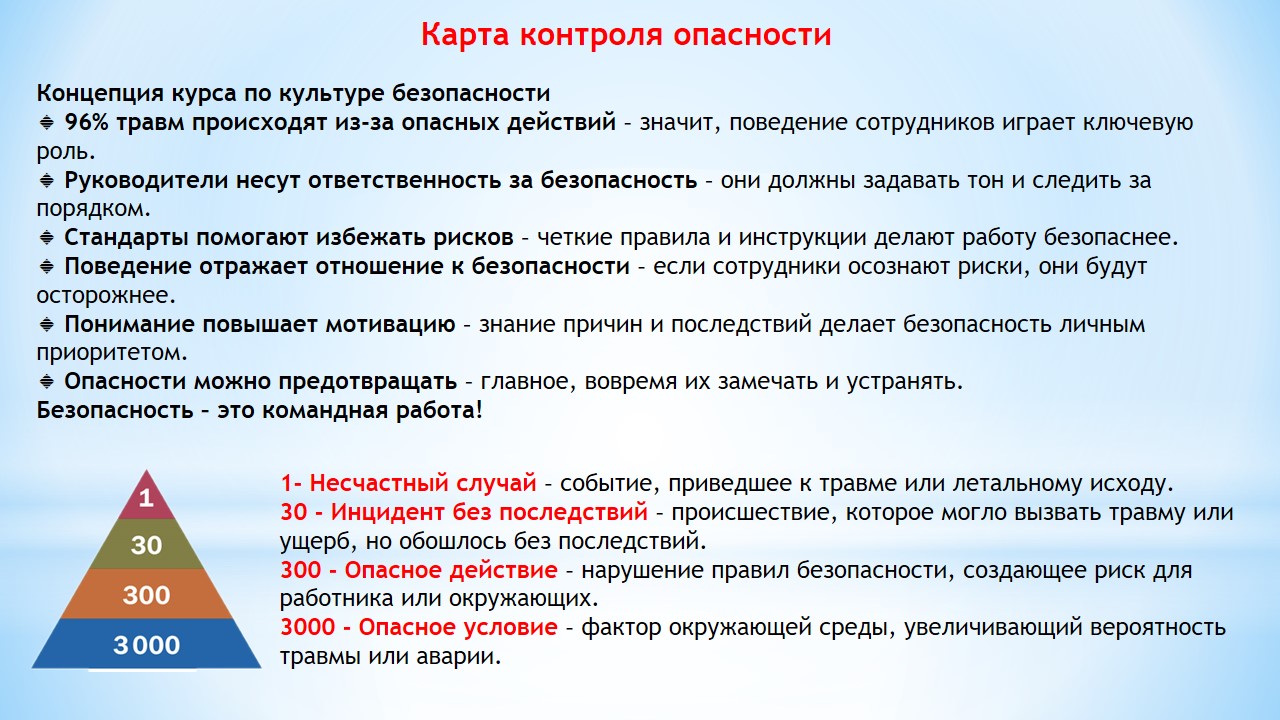 Карта контроля опасности
Концепция курса по культуре безопасности
96% травм происходят из-за опасных действий – значит, поведение сотрудников играет ключевую
роль.
Руководители несут ответственность за безопасность – они должны задавать тон и следить за
порядком.
Стандарты помогают избежать рисков – четкие правила и инструкции делают работу безопаснее.
Поведение отражает отношение к безопасности – если сотрудники осознают риски, они будут
осторожнее.
Понимание повышает мотивацию – знание причин и последствий делает безопасность личным
приоритетом.
Опасности можно предотвращать – главное, вовремя их замечать и устранять.
Безопасность – это командная работа!
1
30
300
3 000
1- Несчастный случай – событие, приведшее к травме или летальному исходу.
30 - Инцидент без последствий – происшествие, которое могло вызвать травму или
ущерб, но обошлось без последствий.
300 - Опасное действие – нарушение правил безопасности, создающее риск для
работника или окружающих.
3000 - Опасное условие – фактор окружающей среды, увеличивающий вероятность
травмы или аварии.